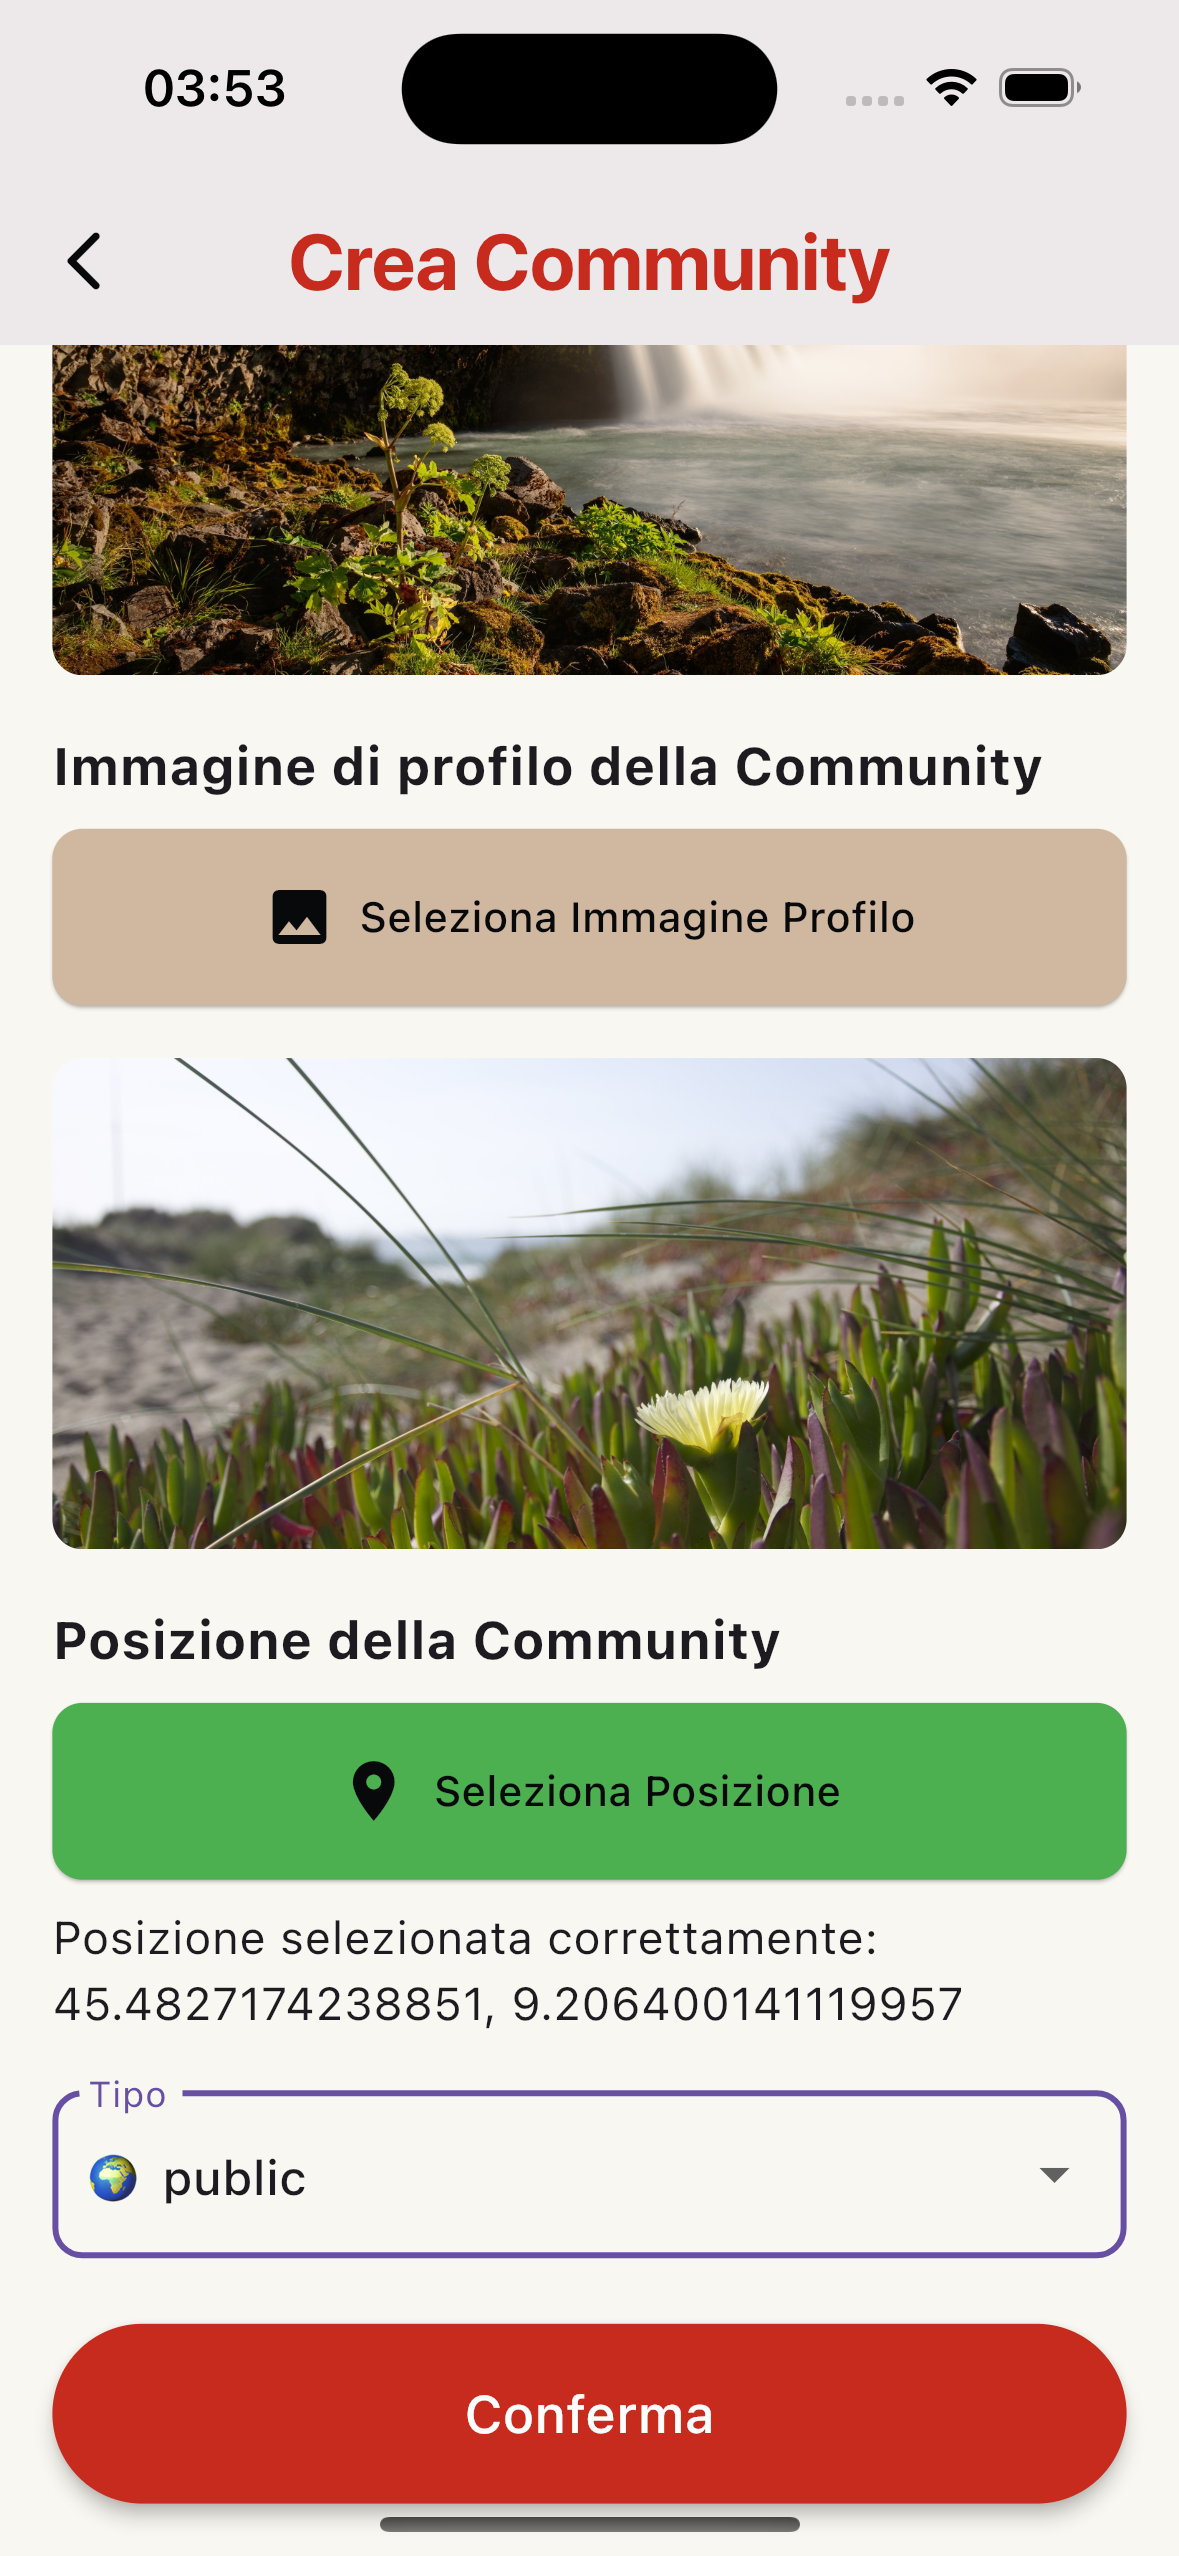 03:53
Crea Community
Immagine di profilo della Community
Seleziona Immagine Profilo
Posizione della Community
Seleziona Posizione
Posizione selezionata correttamente:
45.4827174238851, 9.206400141119957
Tipo
public
Conferma